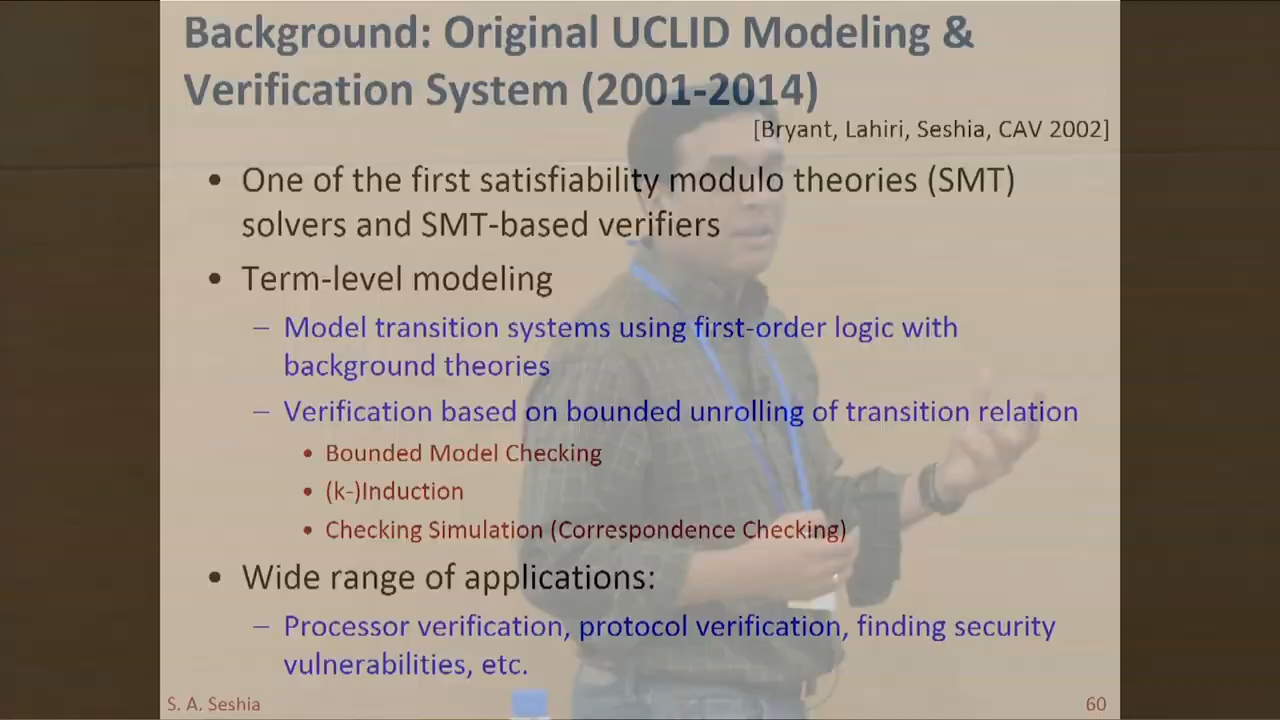 Background: Original UCLID Modeling &
Verification System (2001-2014)
[Bryant, Lahiri, Seshia, CAV 2002]
• One of the first satisfiability modulo theories (SMT)
solvers and SMT-based verifiers
• Term-level modeling
– Model transition systems using first-order logic with
background theories
– Verification based on bounded unrolling of transition relation
• Bounded Model Checking
• (k-)Induction
• Checking Simulation (Correspondence Checking)
• Wide range of applications:
– Processor verification, protocol verification, finding security
vulnerabilities, etc.
S. A. Seshia
60